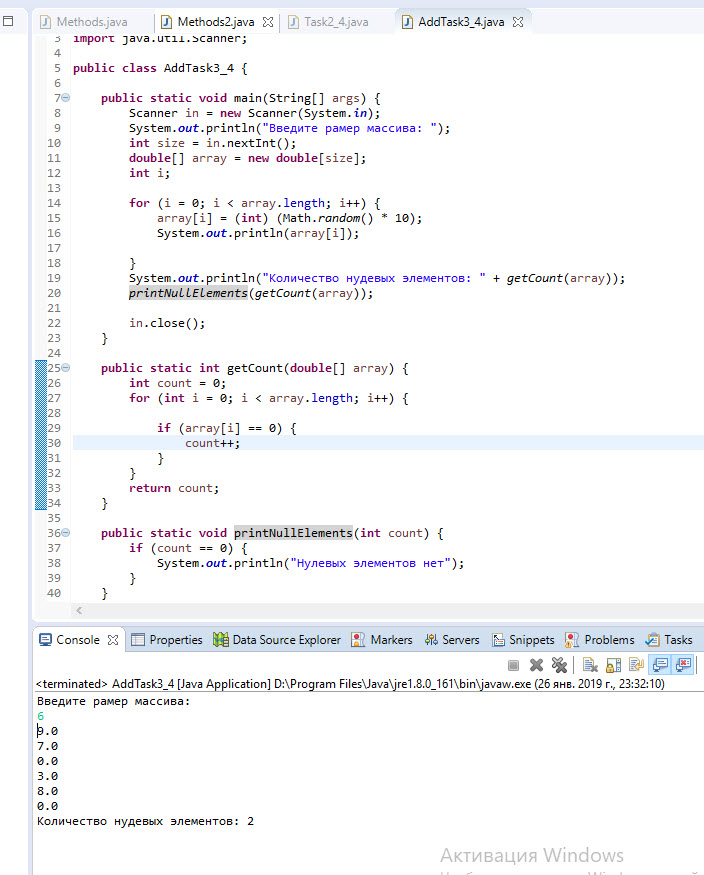 Methods.java Methods2.java Task2_4.java AddTask3_4.java
3 import java.util.Scanner;
4
5 public class AddTask3_4 {
6
7 public static void main(String[] args) {
8 Scanner in = new Scanner(System.in);
9 System.out.println("Введите рамер массива: ");
10 int size = in.nextInt();
11 double[] array = new double[size];
12 int i;
13
14 for (i = 0; i < array.length; i++) {
15 array[i] = (int) (Math.random() * 10);
16 System.out.println(array[i]);
17
18 }
19 System.out.println("Количество нудевых элементов: " + getCount(array));
20 printNullElements(getCount(array));
21
22 in.close();
23 }
24
25 public static int getCount(double[] array) {
26 int count = 0;
27 for (int i = 0; i < array.length; i++) {
28
29 if (array[i] == 0) {
30 count++;
31 }
32 }
33 return count;
34 }
35
36 public static void printNullElements(int count) {
37 if (count == 0) {
38 System.out.println("Нулевых элементов нет");
39 }
40 }
Console Properties Data Source Explorer Markers Servers Snippets Problems Tasks
<terminated> AddTask3_4 [Java Application] D:\Program Files\Java\jre1.8.0_161\bin\javaw.exe (26 янв. 2019 г., 23:32:10)
Введите рамер массива:
6
9.0
7.0
0.0
3.0
8.0
0.0
Количество нудевых элементов: 2
Активация Windows